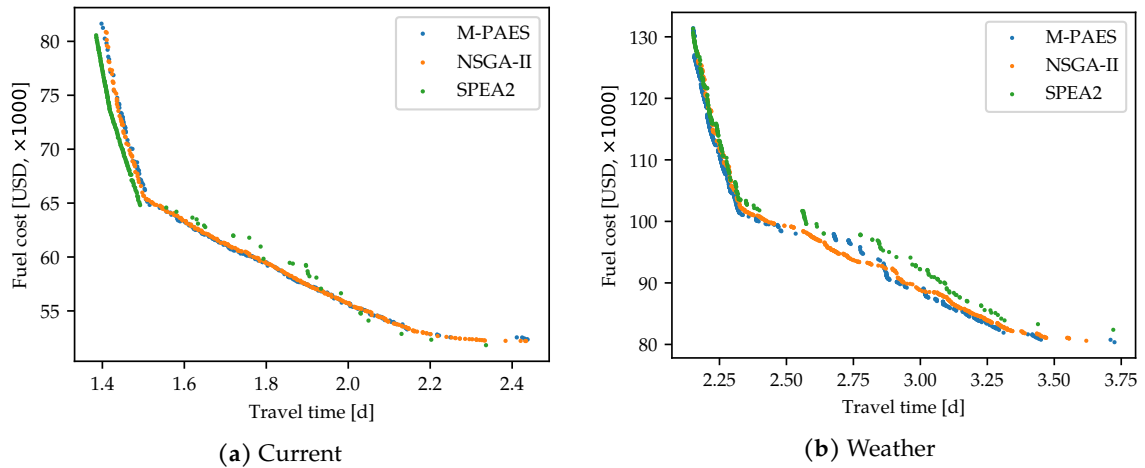 80
75
70
65
60
55
Fuel cost [USD, ×1000]
M-PAES
NSGA-II
SPEA2
1.4
1.6
1.8
2.0
2.2
2.4
Travel time [d]
(a) Current
130
120
110
100
90
80
Fuel cost [USD, ×1000]
M-PAES
NSGA-II
SPEA2
2.25
2.50
2.75
3.00
3.25
3.50
3.75
Travel time [d]
(b) Weather